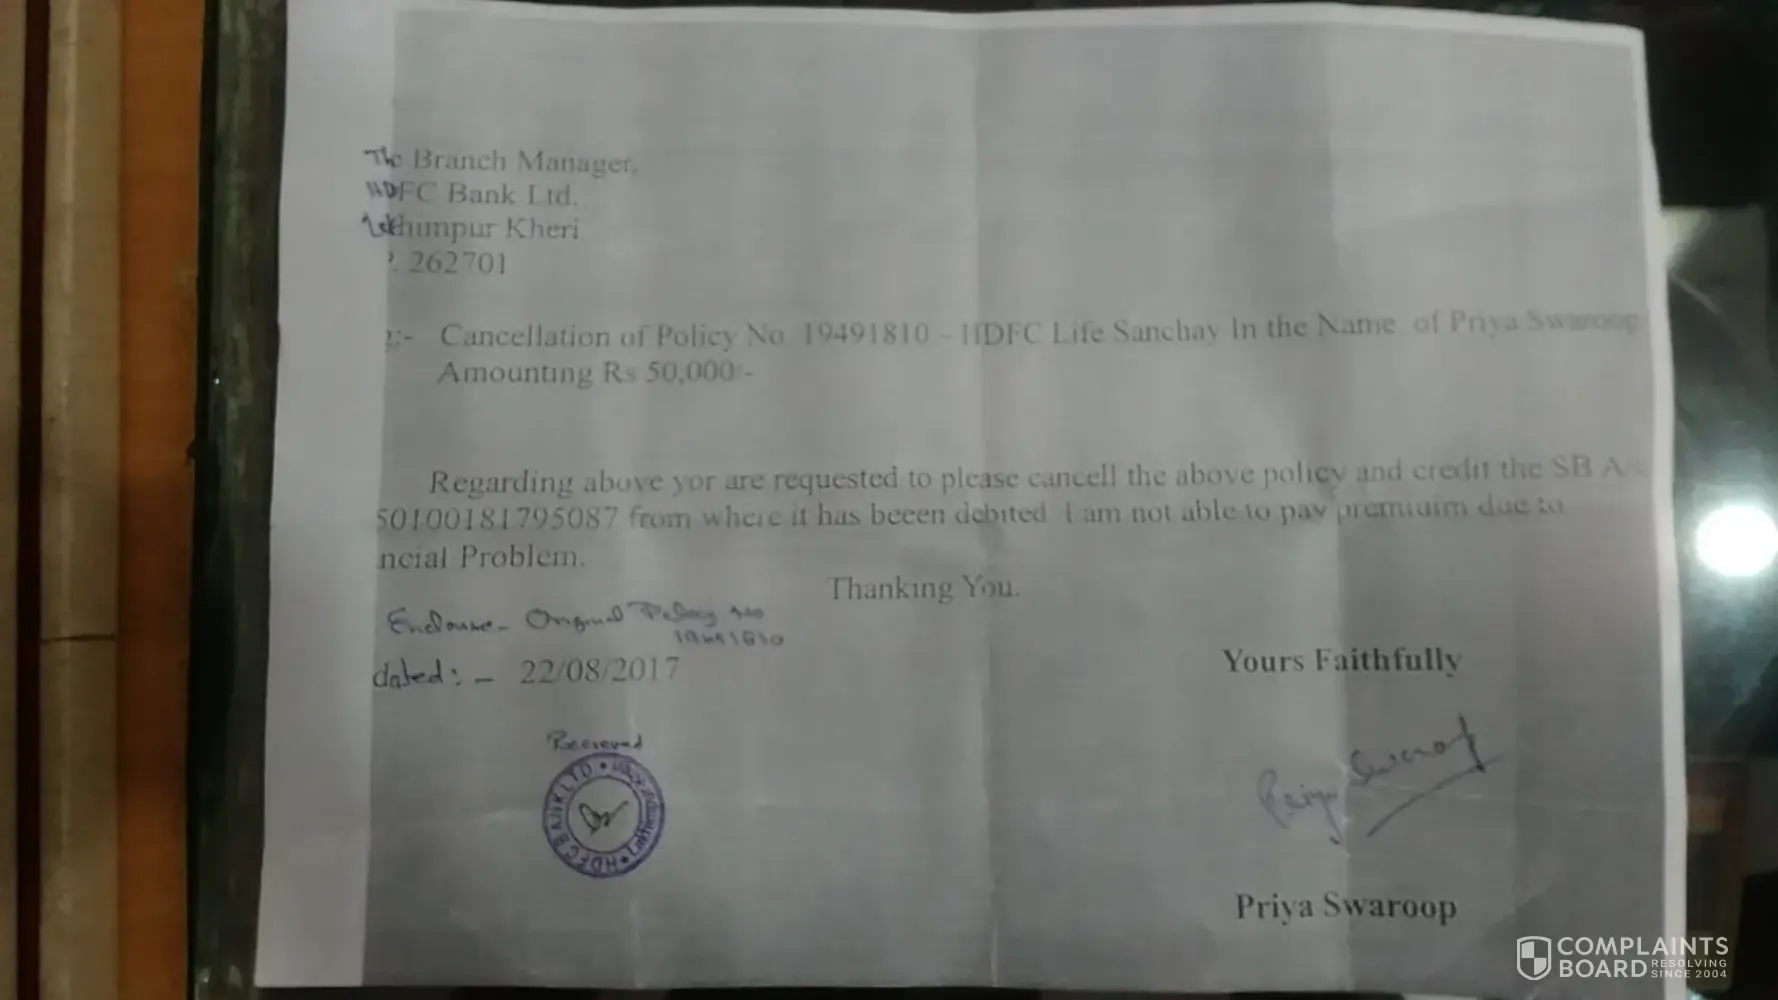 The Branch Manager,
HDFC Bank Ltd.
Lakhimpur Kheri
P. 262701
g:- Cancellation of Policy No. 19491810 – HDFC Life Sanchay In the Name of Priya Swaroop
Amounting Rs 50,000/-
Regarding above yor are requested to please cancell the above policy and credit the SB A/c
50100181795087 from where it has beeen debited. I am not able to pay premiuim due to
ncial Problem.
Thanking You.
Enclouse- Original Policy No
19491810
dated:- 22/08/2017
Yours Faithfully
Recieved
HDFC BANK LTD
Priya Swaroop
Priya Swaroop
COMPLAINTS
BOARD RESOLVING
SINCE 2004